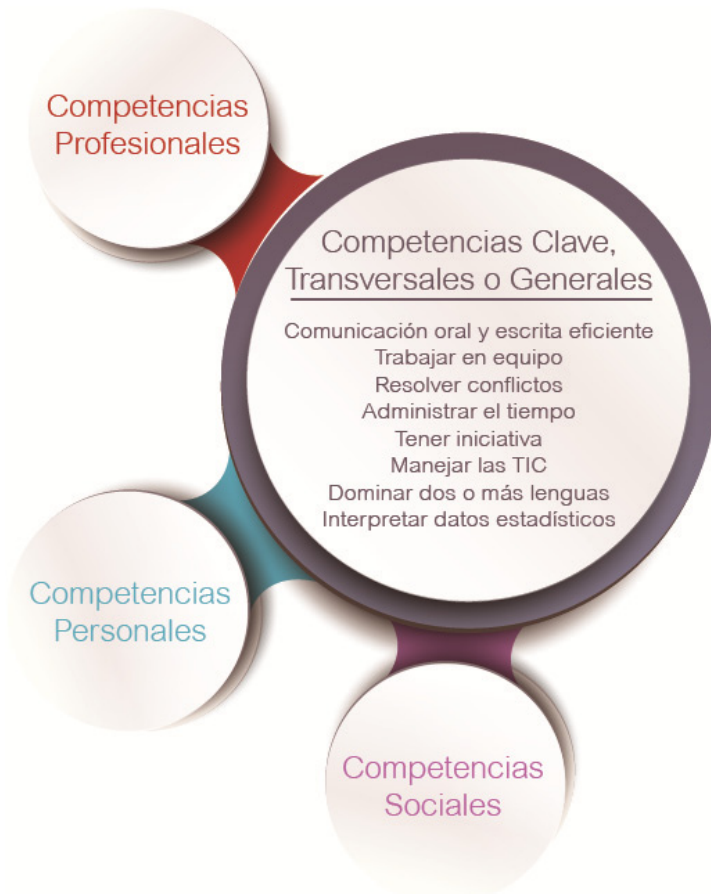 Competencias
Profesionales
Competencias Clave,
Transversales o Generales
Comunicación oral y escrita eficiente
Trabajar en equipo
Resolver conflictos
Administrar el tiempo
Tener iniciativa
Manejar las TIC
Dominar dos o más lenguas
Interpretar datos estadísticos
Competencias
Personales
Competencias
Sociales